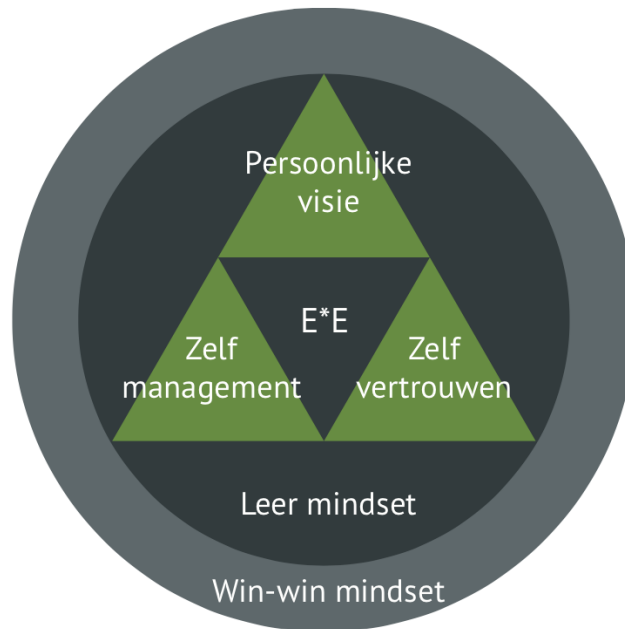 Persoonlijke
visie
E*E
Zelf
management
Zelf
vertrouwen
Leer mindset
Win-win mindset